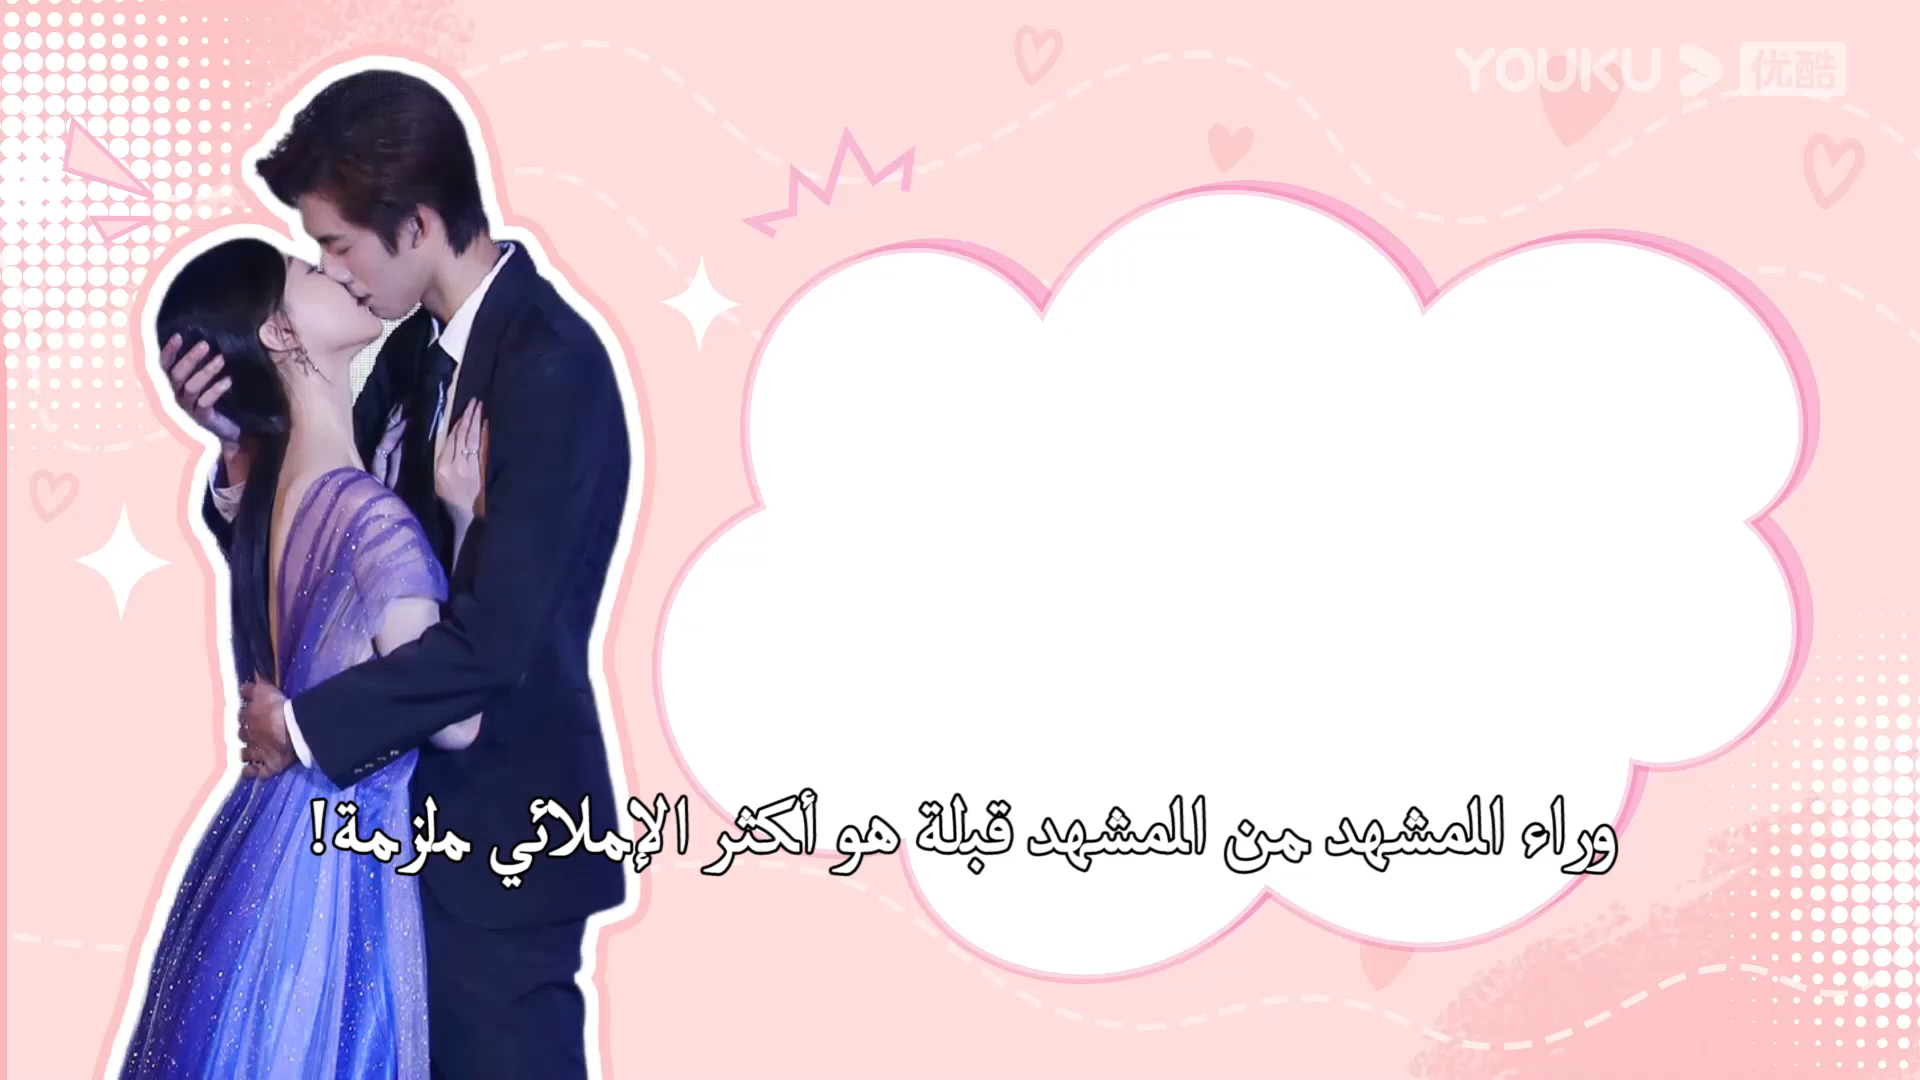 YOUKU 优酷
وراء المشهد من المشهد قبلة هو أكثر الإملائي ملزمة!